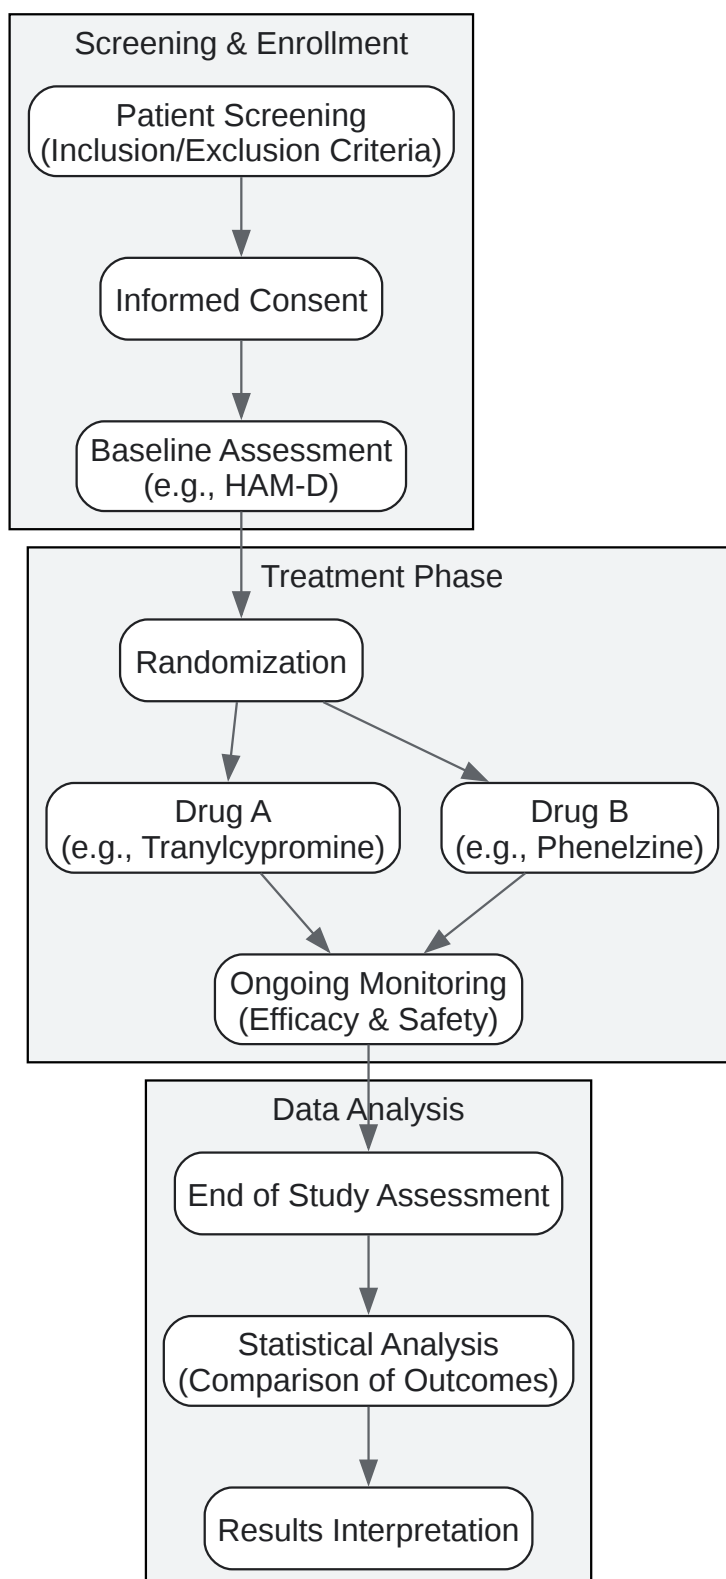 Screening & Enrollment
Patient Screening
(Inclusion/Exclusion Criteria)
Informed Consent
Baseline Assessment
(e.g., HAM-D)
Treatment Phase
Randomization
Drug A
(e.g., Tranylcypromine)
Drug B
(e.g., Phenelzine)
Ongoing Monitoring
(Efficacy & Safety)
Data Analysis
End of Study Assessment
Statistical Analysis
(Comparison of Outcomes)
Results Interpretation